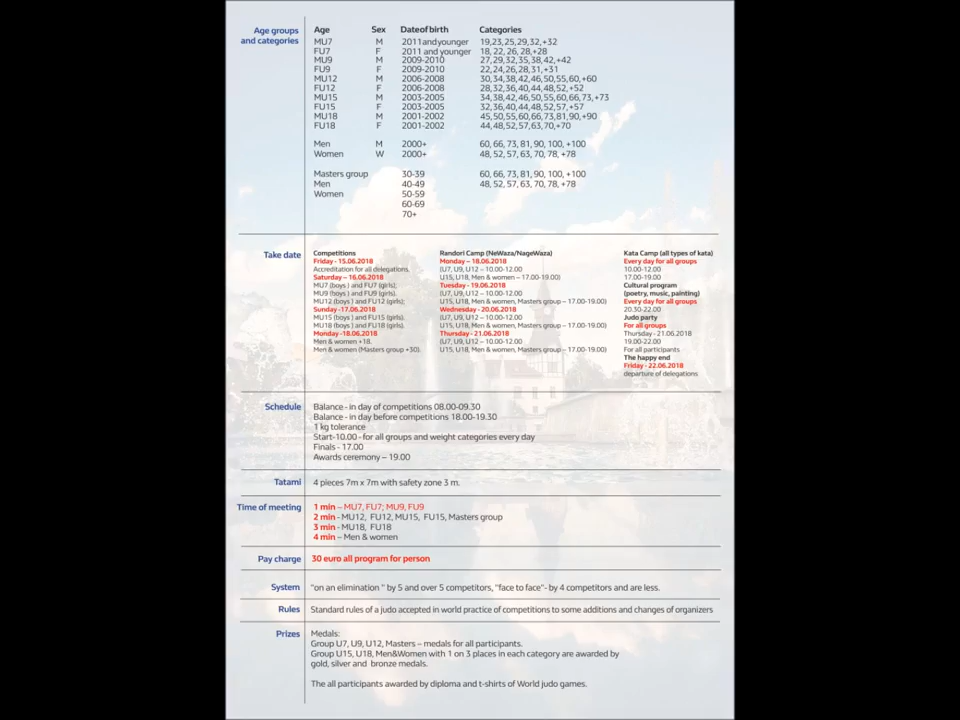 Age groups
and categories
Age Sex Dateofbirth Categories
MU7 M 2011andyounger 19,23,25,29,32,+32
FU7 F 2011 and younger 18, 22, 26, 28,+28
MU9 M 2009-2010 27,29,32,35,38,42,+42
FU9 F 2009-2010 22,24,26,28,31,+31
MU12 M 2006-2008 30,34,38,42,46,50,55,60,+60
FU12 F 2006-2008 28,32,36,40,44,48,52,+52
MU15 M 2003-2005 34,38,42,46,50,55,60,66,73,+73
FU15 F 2003-2005 32,36,40,44,48,52,57,+57
MU18 M 2001-2002 45,50,55,60,66,73,81,90,+90
FU18 F 2001-2002 44,48,52,57,63,70,+70
Men M 2000+ 60, 66, 73, 81, 90, 100, +100
Women W 2000+ 48, 52, 57, 63, 70, 78, +78
Masters group 30-39 60, 66, 73, 81, 90, 100, +100
Men 40-49 48, 52, 57, 63, 70, 78, +78
Women 50-59
60-69
70+
Take date
Competitions
Friday - 15.06.2018
Accreditation for all delegations.
Saturday – 16.06.2018
MU7 (boys ) and FU7 (girls);
MU9 (boys ) and FU9 (girls).
MU12 (boys ) and FU12 (girls);
Sunday -17.06.2018
MU15 (boys ) and FU15 (girls).
MU18 (boys ) and FU18 (girls).
Monday -18.06.2018
Men & women +18.
Men & women (Masters group +30).
Randori Camp (NeWaza/NageWaza)
Monday – 18.06.2018
(U7, U9, U12 – 10.00-12.00
U15, U18, Men & women – 17.00-19.00)
Tuesday - 19.06.2018
(U7, U9, U12 – 10.00-12.00
U15, U18, Men & women, Masters group – 17.00-19.00)
Wednesday - 20.06.2018
(U7, U9, U12 – 10.00-12.00
U15, U18, Men & women, Masters group – 17.00-19.00)
Thursday - 21.06.2018
(U7, U9, U12 – 10.00-12.00
U15, U18, Men & women, Masters group – 17.00-19.00)
Kata Camp (all types of kata)
Every day for all groups
10.00-12.00
17.00-19.00
Cultural program
(poetry, music, painting)
Every day for all groups
20.30-22.00
Judo party
For all groups
Thursday - 21.06.2018
19.00-22.00
For all participants
The happy end
Friday - 22.06.2018
departure of delegations
Schedule
Balance - in day of competitions 08.00-09.30
Balance - in day before competitions 18.00-19.30
1 kg tolerance
Start-10.00 - for all groups and weight categories every day
Finals - 17.00
Awards ceremony – 19.00
Tatami
4 pieces 7m x 7m with safety zone 3 m.
Time of meeting
1 min – MU7, FU7; MU9, FU9
2 min - MU12, FU12, MU15, FU15, Masters group
3 min - MU18, FU18
4 min – Men & women
Pay charge
30 euro all program for person
System
"on an elimination " by 5 and over 5 competitors, "face to face"- by 4 competitors and are less.
Rules
Standard rules of a judo accepted in world practice of competitions to some additions and changes of organizers
Prizes
Medals:
Group U7, U9, U12, Masters – medals for all participants.
Group U15, U18, Men&Women with 1 on 3 places in each category are awarded by
gold, silver and bronze medals.
The all participants awarded by diploma and t-shirts of World judo games.